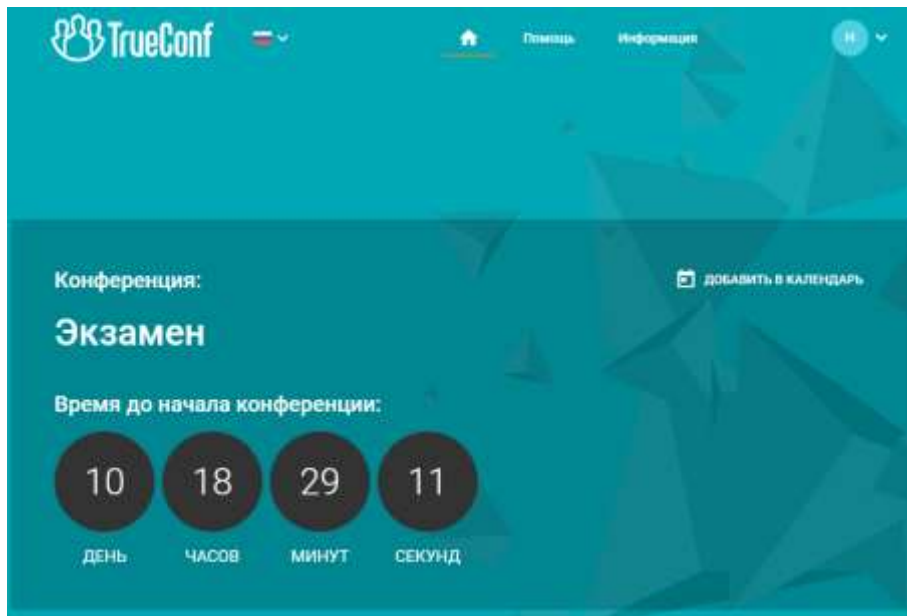 TrueConf
Помощь
Информация
Н
Конференция:
ДОБАВИТЬ В КАЛЕНДАРЬ
Экзамен
Время до начала конференции:
10 18 29 11
ДЕНЬ ЧАСОВ МИНУТ СЕКУНД